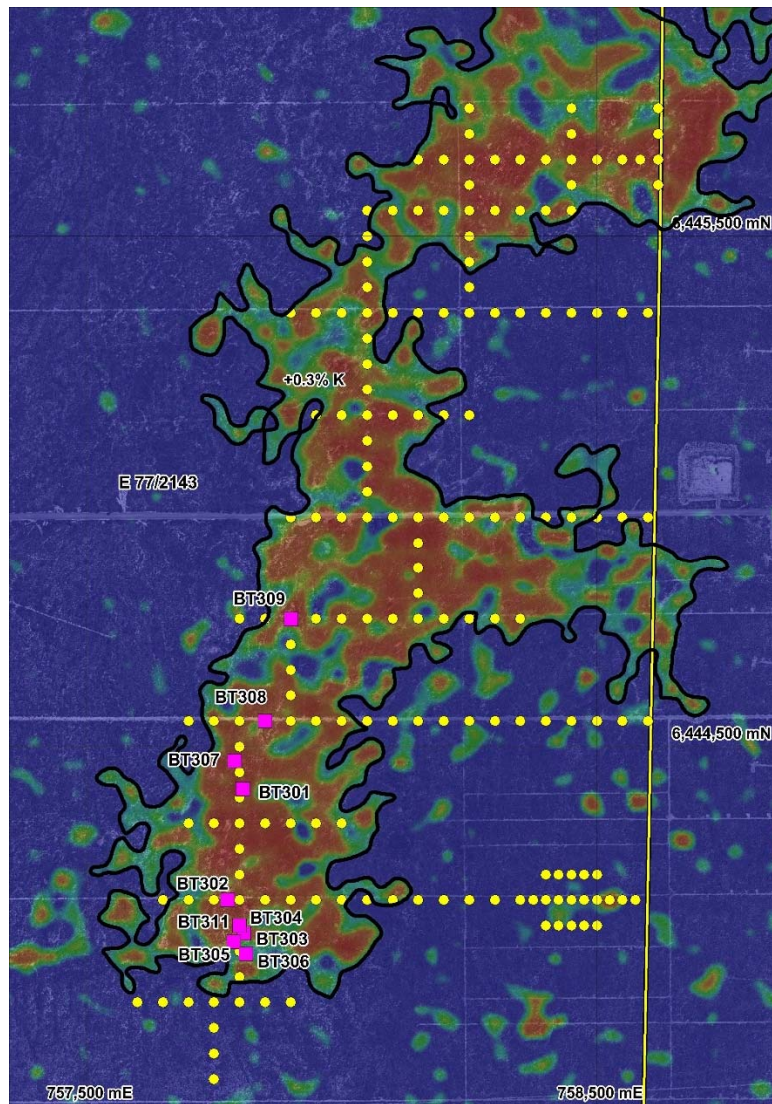 6,445,500 mN
+0.3% K
E 77/2143
BT309
BT308
6,444,500 mN
BT307
BT301
BT302
BT304
BT311
BT303
BT305
BT306
757,500 mE
758,500 mE